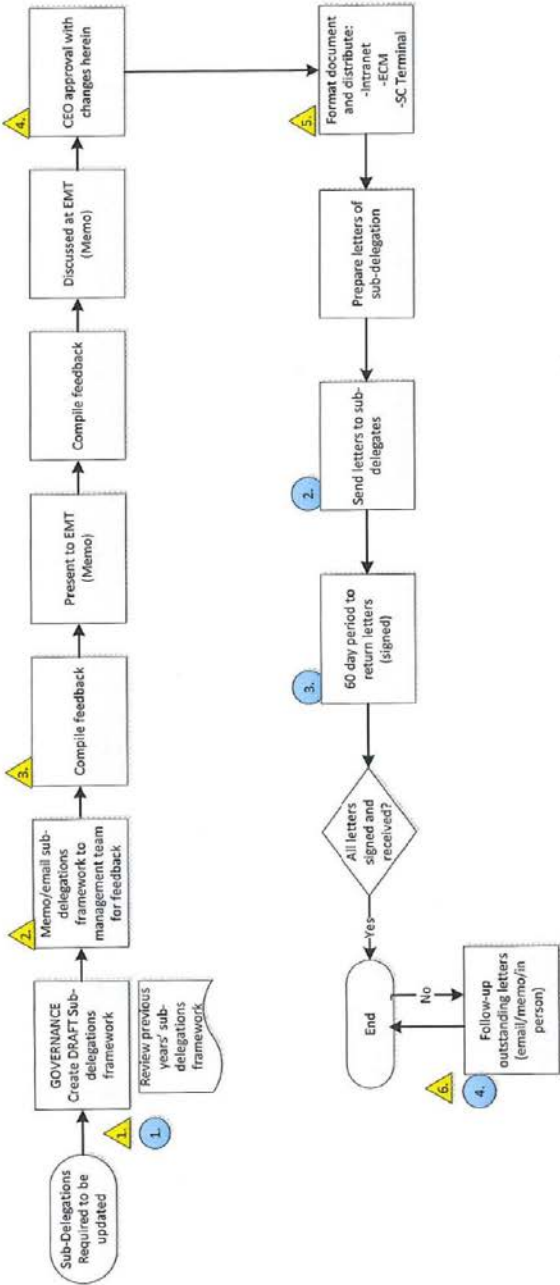 Sub-Delegations
Required to be
updated
1.
1.
GOVERNANCE
Create DRAFT Sub-
delegations
framework
Review previous
years' sub-
delegations
framework
2.
Memo/email sub-
delegations
framework to
management team
for feedback
3.
Compile feedback
Present to EMT
(Memo)
Compile feedback
Discussed at EMT
(Memo)
4.
CEO approval with
changes herein
5.
Format document
and distribute:
-Intranet
-ECM
-SC Terminal
Prepare letters of
sub-delegation
2.
Send letters to sub-
delegates
3.
60 day period to
return letters
(signed)
All letters
signed and
received?
Yes
End
No
6.
4.
Follow-up
outstanding letters
(email/memo/in
person)